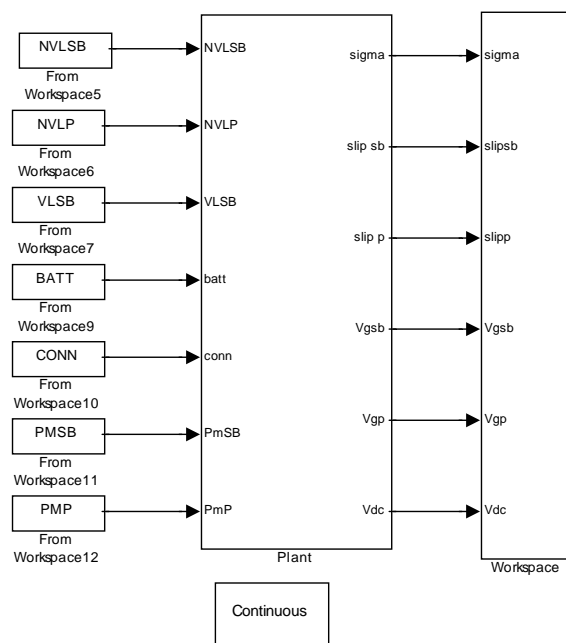 NVLSB
From
Workspace5
NVLP
From
Workspace6
VLSB
From
Workspace7
BATT
From
Workspace9
CONN
From
Workspace10
PMSB
From
Workspace11
PMP
From
Workspace12
NVLSB
NVLP
VLSB
batt
conn
PmSB
PmP
sigma
slip sb
slip p
Vgsb
Vgp
Vdc
Plant
sigma
slipsb
slipp
Vgsb
Vgp
Vdc
Workspace
Continuous